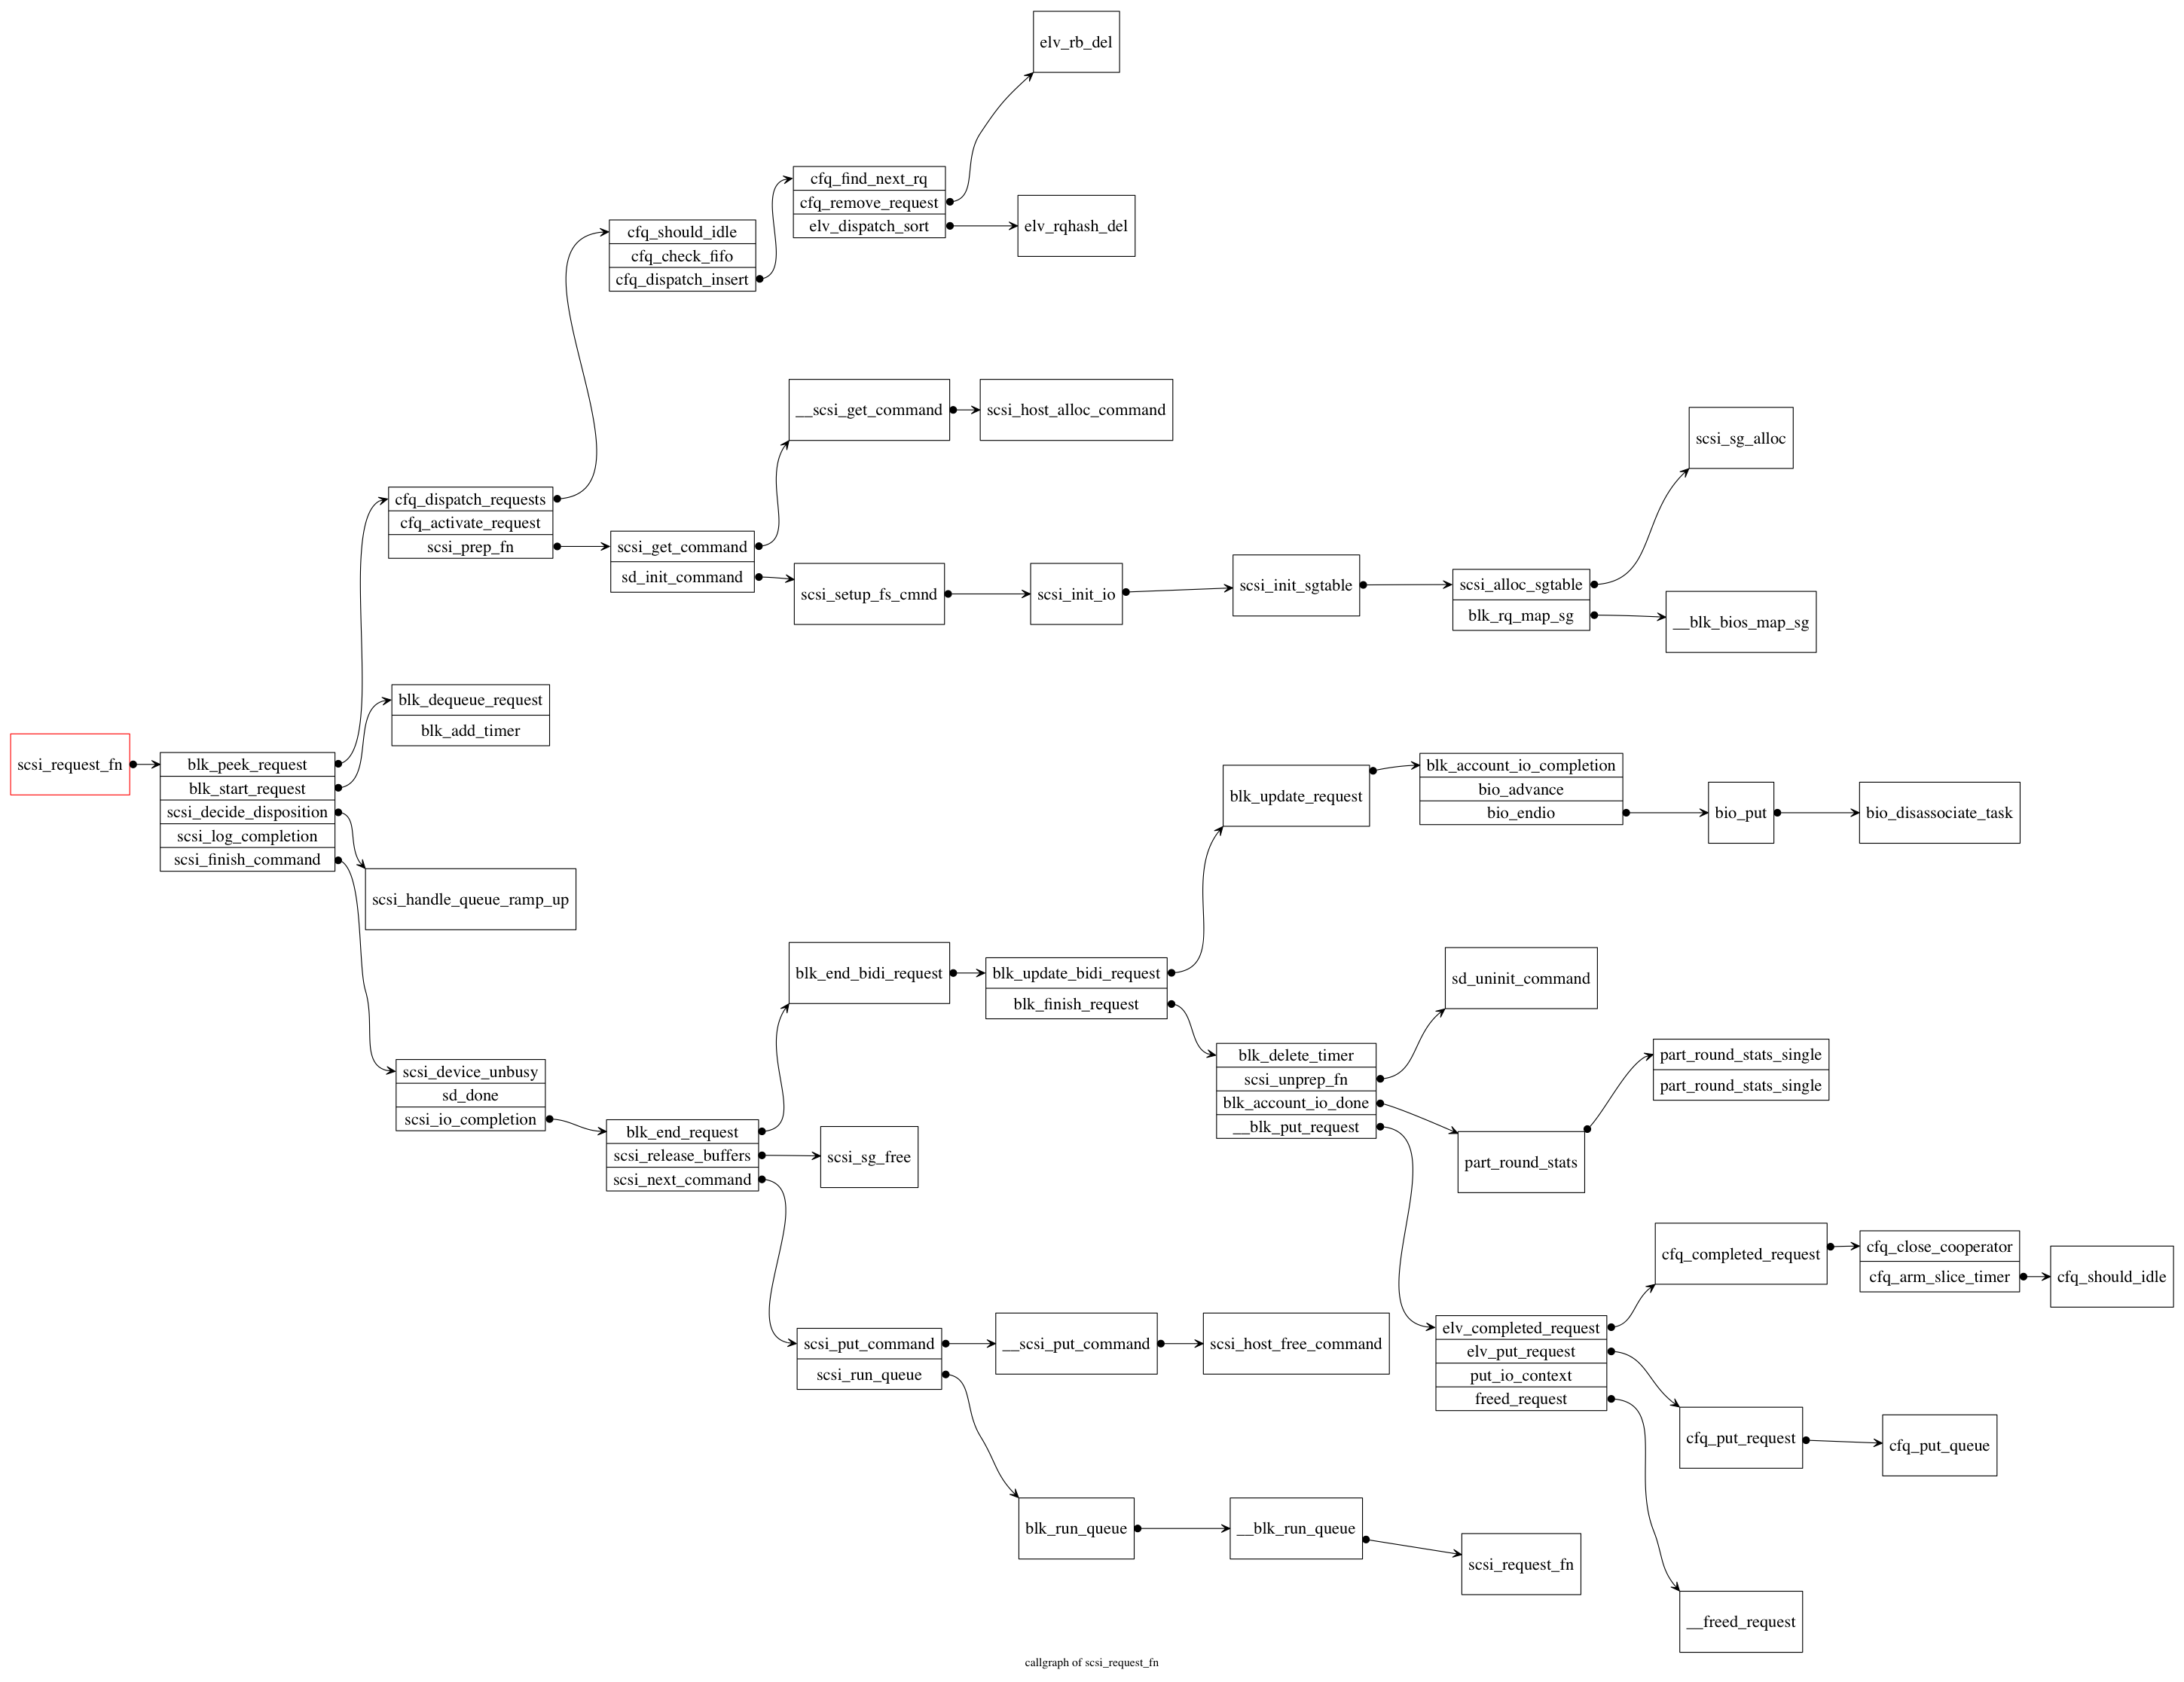 elv_rb_del
cfq_find_next_rq
cfq_remove_request
elv_dispatch_sort
elv_rqhash_del
cfq_should_idle
cfq_check_fifo
cfq_dispatch_insert
__scsi_get_command
scsi_host_alloc_command
scsi_sg_alloc
cfq_dispatch_requests
cfq_activate_request
scsi_prep_fn
scsi_get_command
sd_init_command
scsi_setup_fs_cmnd
scsi_init_io
scsi_init_sgtable
scsi_alloc_sgtable
blk_rq_map_sg
__blk_bios_map_sg
blk_dequeue_request
blk_add_timer
scsi_request_fn
blk_peek_request
blk_start_request
scsi_decide_disposition
scsi_log_completion
scsi_finish_command
scsi_handle_queue_ramp_up
blk_update_request
blk_account_io_completion
bio_advance
bio_endio
bio_put
bio_disassociate_task
blk_end_bidi_request
blk_update_bidi_request
blk_finish_request
sd_uninit_command
blk_delete_timer
scsi_unprep_fn
blk_account_io_done
__blk_put_request
part_round_stats_single
part_round_stats_single
part_round_stats
scsi_device_unbusy
sd_done
scsi_io_completion
blk_end_request
scsi_release_buffers
scsi_next_command
scsi_sg_free
cfq_completed_request
cfq_close_cooperator
cfq_arm_slice_timer
cfq_should_idle
scsi_put_command
scsi_run_queue
__scsi_put_command
scsi_host_free_command
elv_completed_request
elv_put_request
put_io_context
freed_request
cfq_put_request
cfq_put_queue
blk_run_queue
__blk_run_queue
scsi_request_fn
__freed_request
callgraph of scsi_request_fn